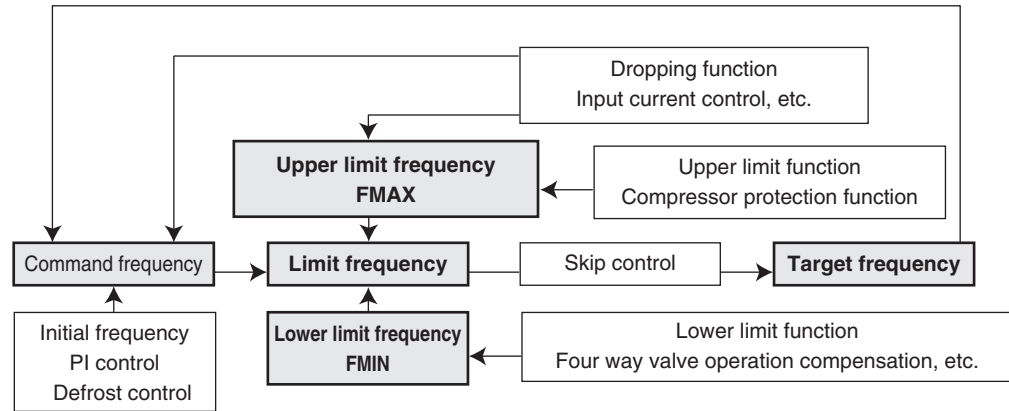 Dropping function
Input current control, etc.
Upper limit frequency
FMAX
Upper limit function
Compressor protection function
Command frequency
Limit frequency
Skip control
Target frequency
Initial frequency
PI control
Defrost control
Lower limit frequency
FMIN
Lower limit function
Four way valve operation compensation, etc.